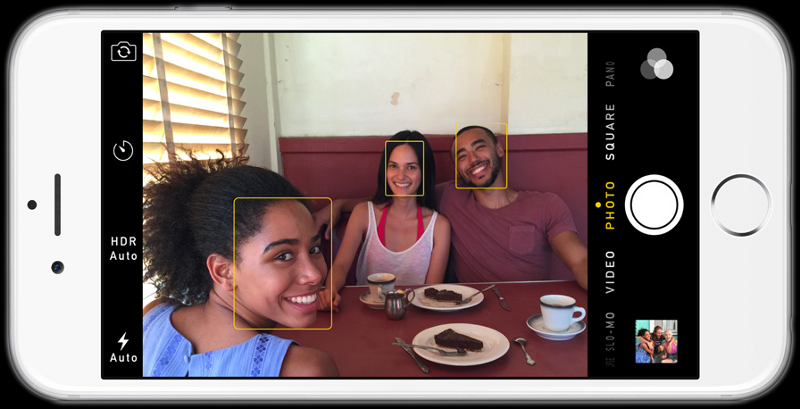 HDR
Auto
Auto
PANO
SQUARE
PHOTO
VIDEO
SLO-MO